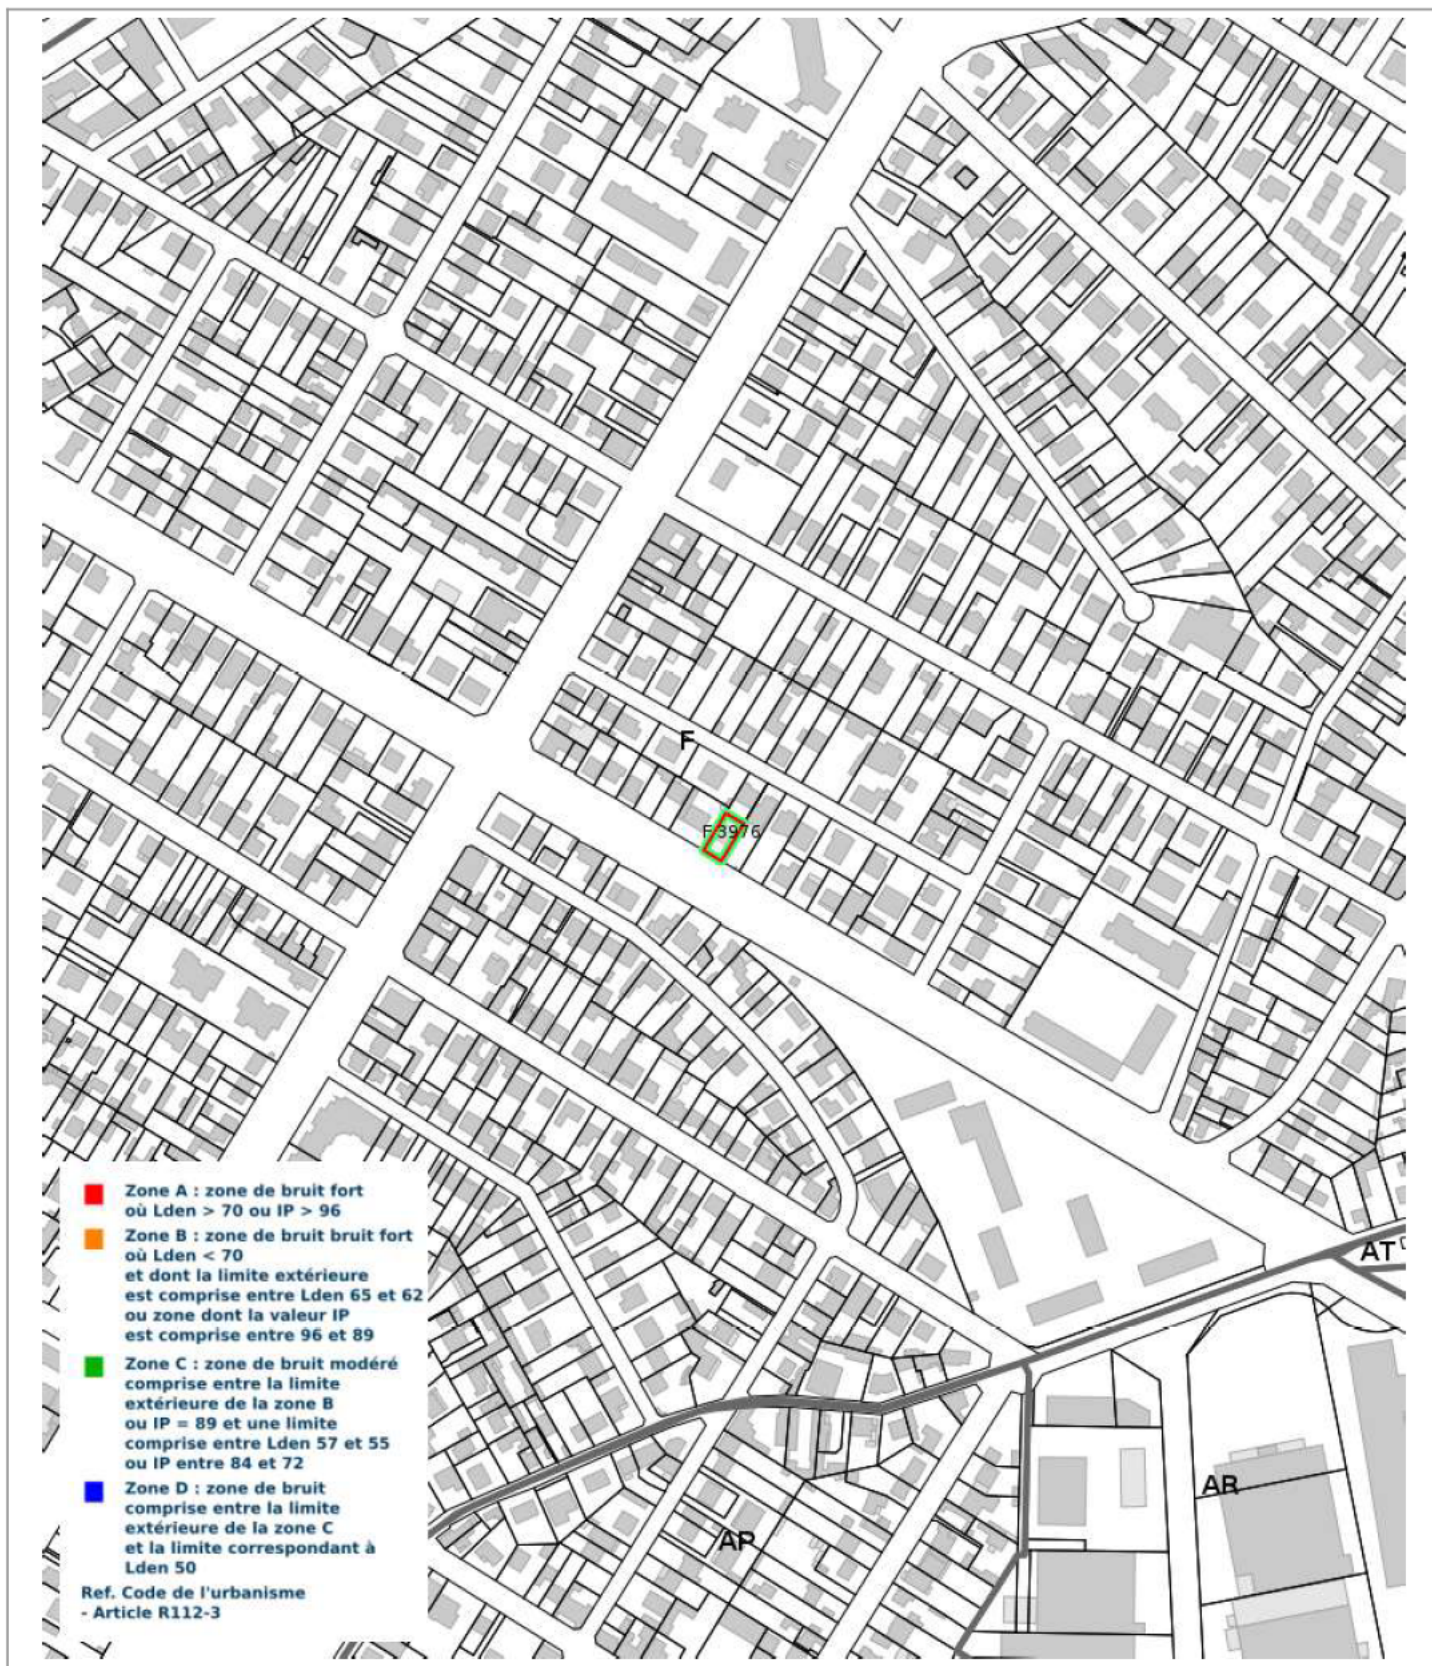 F
F 3976
Zone A : zone de bruit fort
où Lden > 70 ou IP > 96
Zone B : zone de bruit bruit fort
où Lden < 70
et dont la limite extérieure
est comprise entre Lden 65 et 62
ou zone dont la valeur IP
est comprise entre 96 et 89
Zone C : zone de bruit modéré
comprise entre la limite
extérieure de la zone B
ou IP = 89 et une limite
comprise entre Lden 57 et 55
ou IP entre 84 et 72
Zone D : zone de bruit
comprise entre la limite
extérieure de la zone C
et la limite correspondant à
Lden 50
Ref. Code de l'urbanisme
- Article R112-3
AT
AR
AP